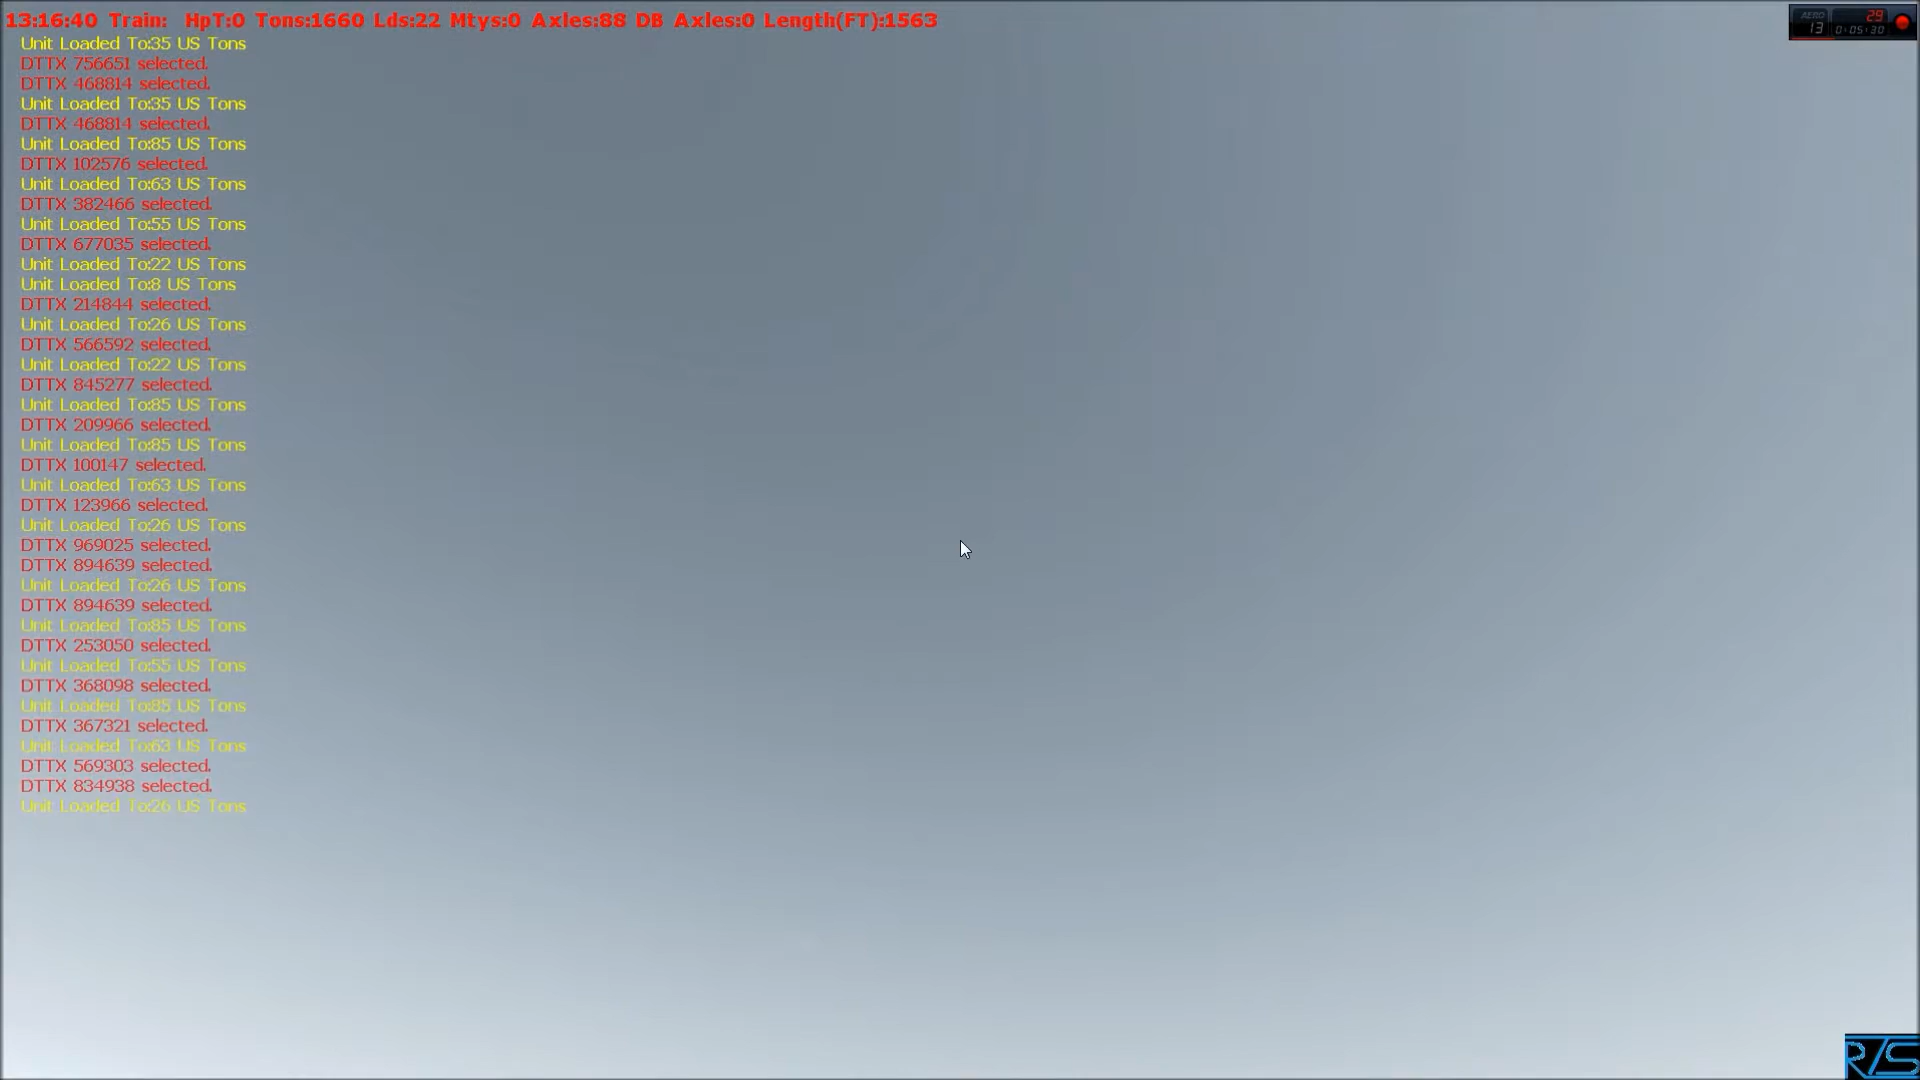 13:16:40 Train: HpT:0 Tons:1660 Lds:22 Mtys:0 Axles:88 DB Axles:0 Length(FT):1563
Unit Loaded To:35 US Tons
DTTX 756651 selected.
DTTX 468814 selected.
Unit Loaded To:35 US Tons
DTTX 468814 selected.
Unit Loaded To:85 US Tons
DTTX 102576 selected.
Unit Loaded To:63 US Tons
DTTX 382466 selected.
Unit Loaded To:55 US Tons
DTTX 677035 selected.
Unit Loaded To:22 US Tons
Unit Loaded To:8 US Tons
DTTX 214844 selected.
Unit Loaded To:26 US Tons
DTTX 566592 selected.
Unit Loaded To:22 US Tons
DTTX 845277 selected.
Unit Loaded To:85 US Tons
DTTX 209966 selected.
Unit Loaded To:85 US Tons
DTTX 100147 selected.
Unit Loaded To:63 US Tons
DTTX 123966 selected.
Unit Loaded To:26 US Tons
DTTX 969025 selected.
DTTX 894639 selected.
Unit Loaded To:26 US Tons
DTTX 894639 selected.
Unit Loaded To:85 US Tons
DTTX 253050 selected.
Unit Loaded To:55 US Tons
DTTX 368098 selected.
Unit Loaded To:85 US Tons
DTTX 367321 selected.
Unit Loaded To:63 US Tons
DTTX 569303 selected.
DTTX 834938 selected.
Unit Loaded To:26 US Tons
AERO 29
13 0:05:30
R/S